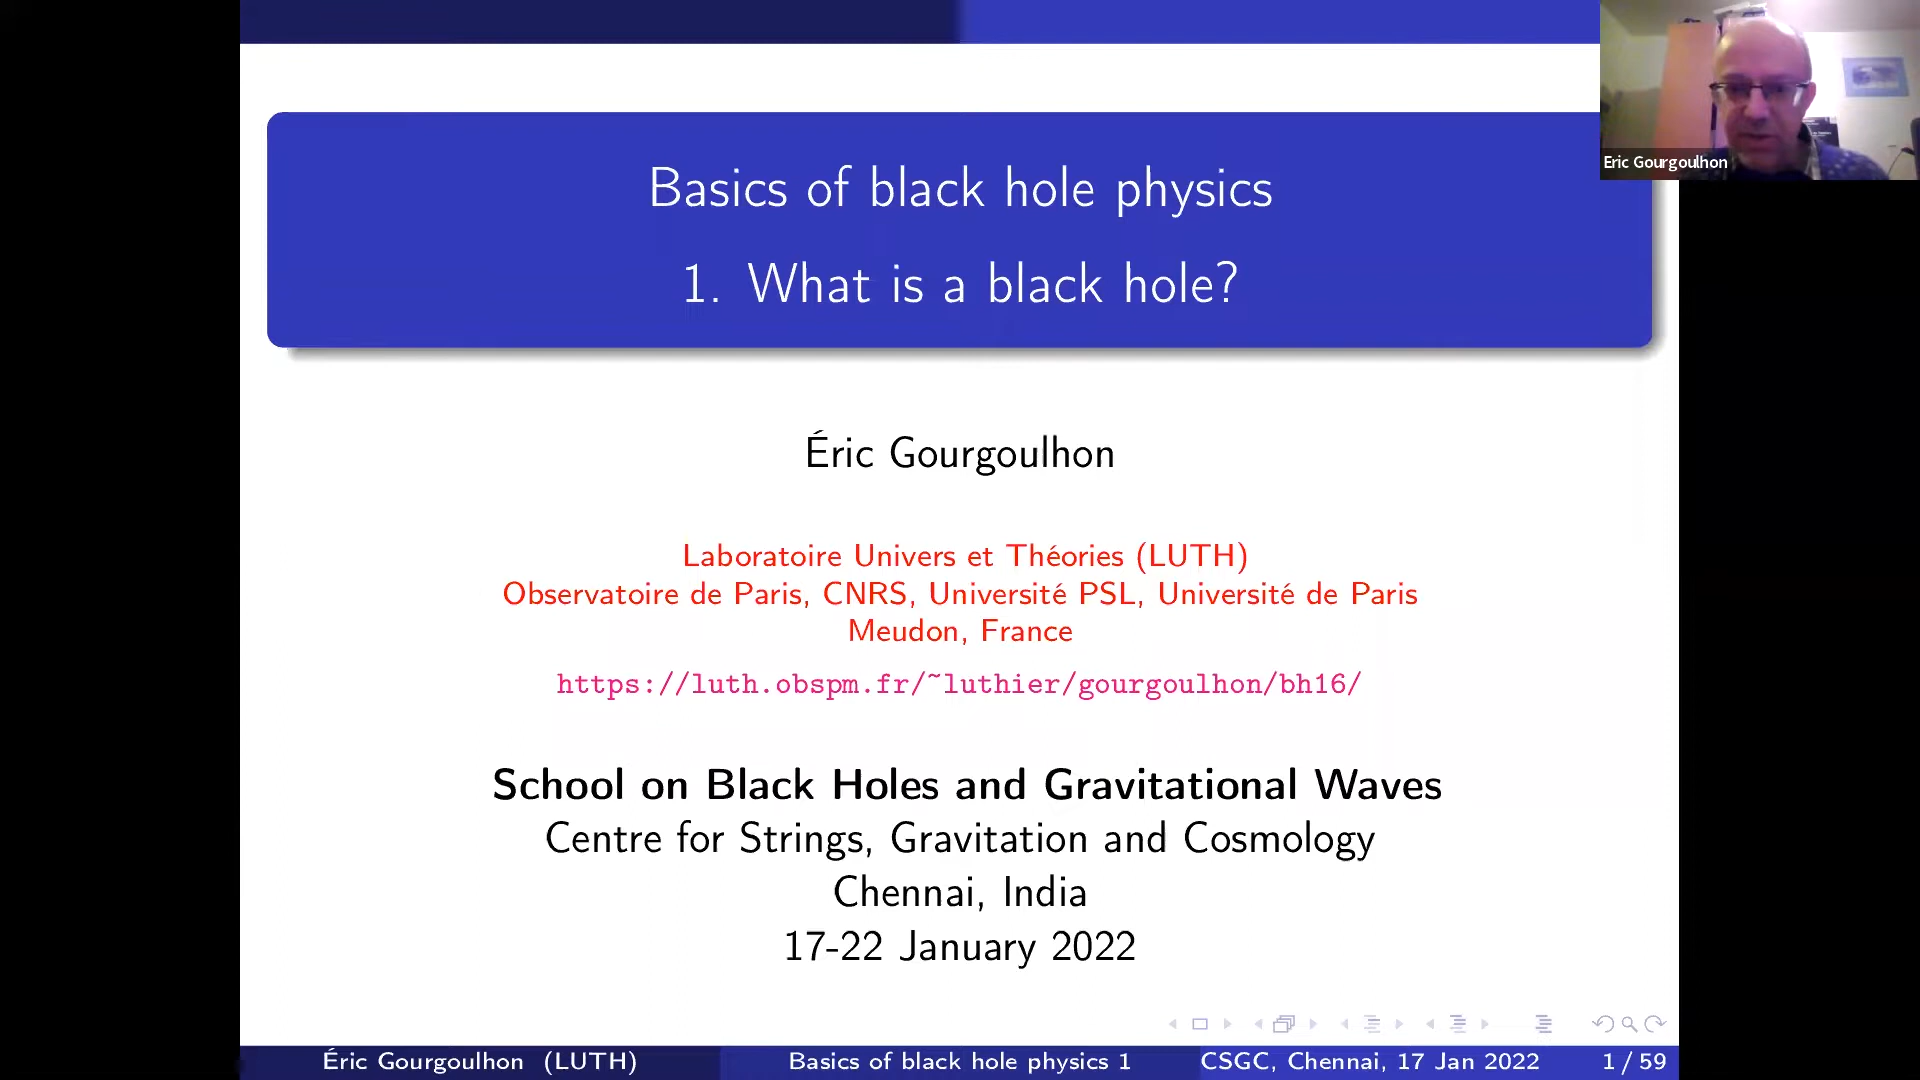 Basics of black hole physics
1. What is a black hole?
Eric Gourgoulhon
Éric Gourgoulhon
Laboratoire Univers et Théories (LUTH)
Observatoire de Paris, CNRS, Université PSL, Université de Paris
Meudon, France
https://luth.obspm.fr/~luthier/gourgoulhon/bh16/
School on Black Holes and Gravitational Waves
Centre for Strings, Gravitation and Cosmology
Chennai, India
17-22 January 2022
Éric Gourgoulhon (LUTH) Basics of black hole physics 1 CSGC, Chennai, 17 Jan 2022 1 / 59